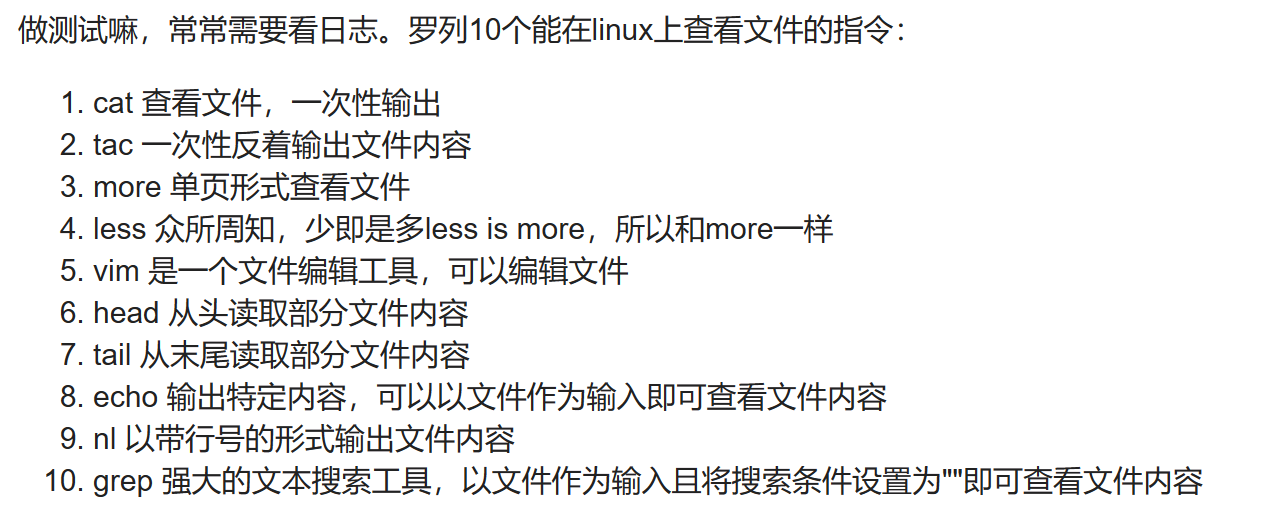 做测试嘛，常常需要看日志。罗列10个能在linux上查看文件的指令：
1. cat 查看文件，一次性输出
2. tac 一次性反着输出文件内容
3. more 单页形式查看文件
4. less 众所周知，少即是多less is more，所以和more一样
5. vim 是一个文件编辑工具，可以编辑文件
6. head 从头读取部分文件内容
7. tail 从末尾读取部分文件内容
8. echo 输出特定内容，可以以文件作为输入即可查看文件内容
9. nl 以带行号的形式输出文件内容
10. grep 强大的文本搜索工具，以文件作为输入且将搜索条件设置为""即可查看文件内容